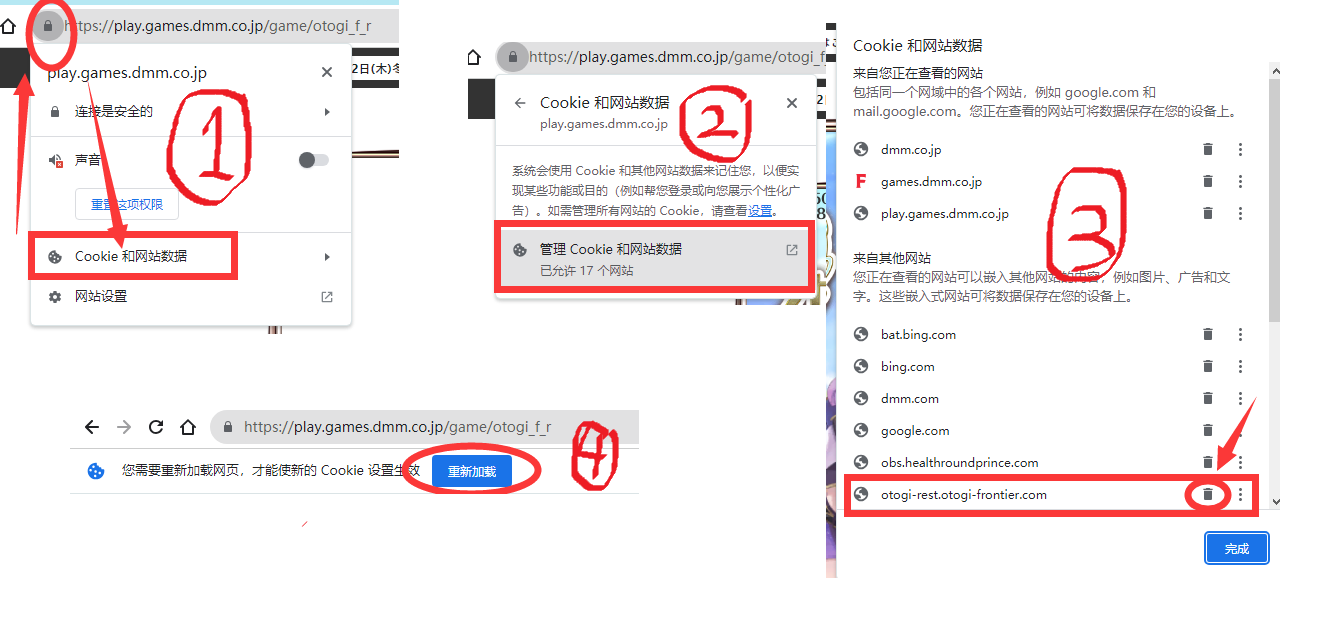 https://play.games.dmm.co.jp/game/otogi_f_r
2日(木)冬
play.games.dmm.co.jp
连接是安全的
声音
重置这项权限
Cookie 和网站数据
网站设置
1
https://play.games.dmm.co.jp/game/otogi_f
Cookie 和网站数据
play.games.dmm.co.jp
系统会使用 Cookie 和其他网站数据来记住您，以便实
现某些功能或目的（例如帮您登录或向您展示个性化广
告）。如需管理所有网站的 Cookie，请查看设置。
管理 Cookie 和网站数据
已允许 17 个网站
2
Cookie 和网站数据
来自您正在查看的网站
包括同一个网域中的各个网站，例如 google.com 和
mail.google.com。您正在查看的网站可将数据保存在您的设备上。
dmm.co.jp
games.dmm.co.jp
play.games.dmm.co.jp
3
来自其他网站
您正在查看的网站可以嵌入其他网站的内容，例如图片、广告和文
字。这些嵌入式网站可将数据保存在您的设备上。
bat.bing.com
bing.com
dmm.com
google.com
obs.healthroundprince.com
otogi-rest.otogi-frontier.com
完成
https://play.games.dmm.co.jp/game/otogi_f_r
您需要重新加载网页，才能使新的 Cookie 设置生效
重新加载
4